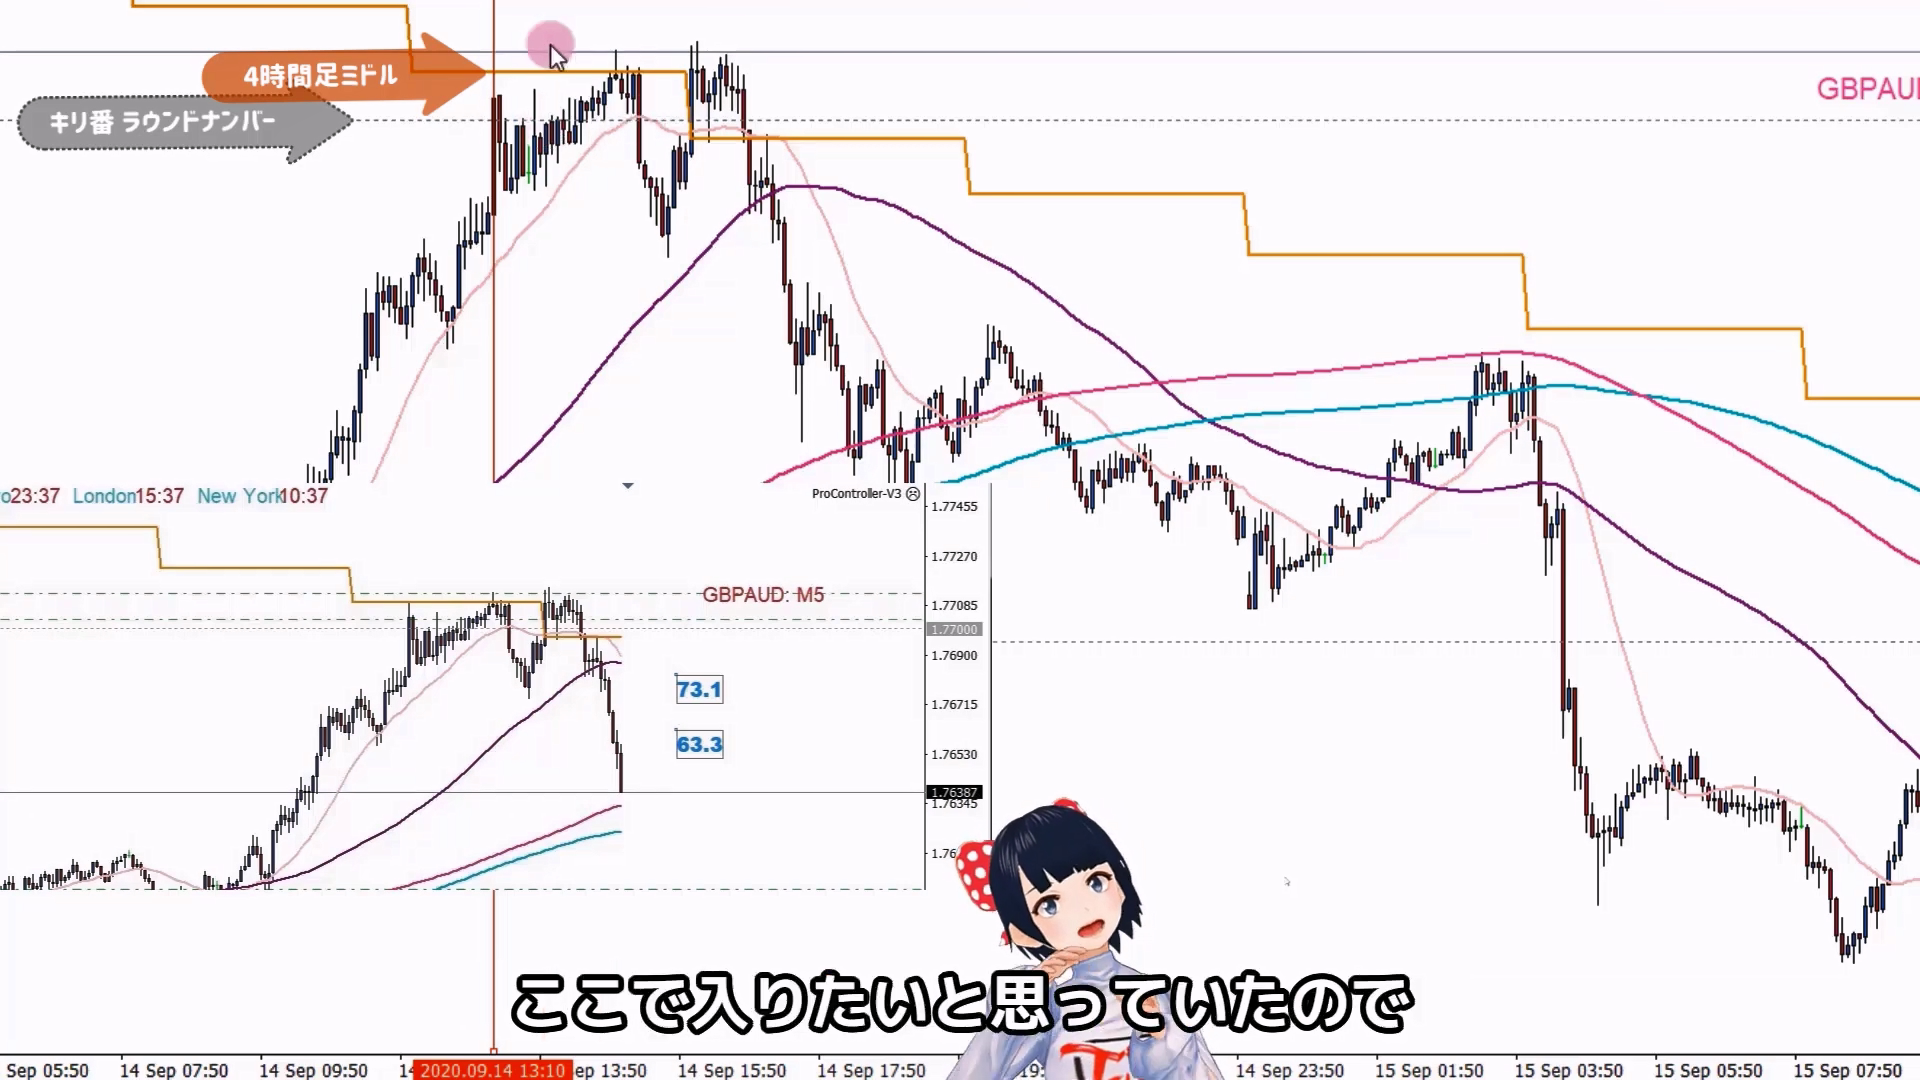 4時間足ミドル
GBPAU
キリ番 ラウンドナンバー
23:37 London15:37 New York10:37
ProController-V3
1.77455
1.77270
GBPAUD: M5
1.77085
1.77000
1.76900
73.1
1.76715
63.3
1.76530
1.76387
1.76345
1.76
ここで入りたいと思っていたので
Sep 05:50 14 Sep 07:50 14 Sep 09:50 14 2020.09.14 13:10 ep 13:50 14 Sep 15:50 14 Sep 17:50 19: 14 Sep 23:50 15 Sep 01:50 15 Sep 03:50 15 Sep 05:50 15 Sep 07:50